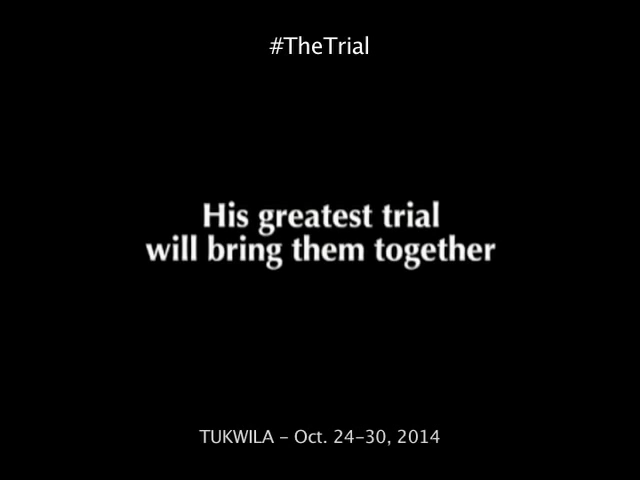 #TheTrial
His greatest trial
will bring them together
TUKWILA – Oct. 24-30, 2014